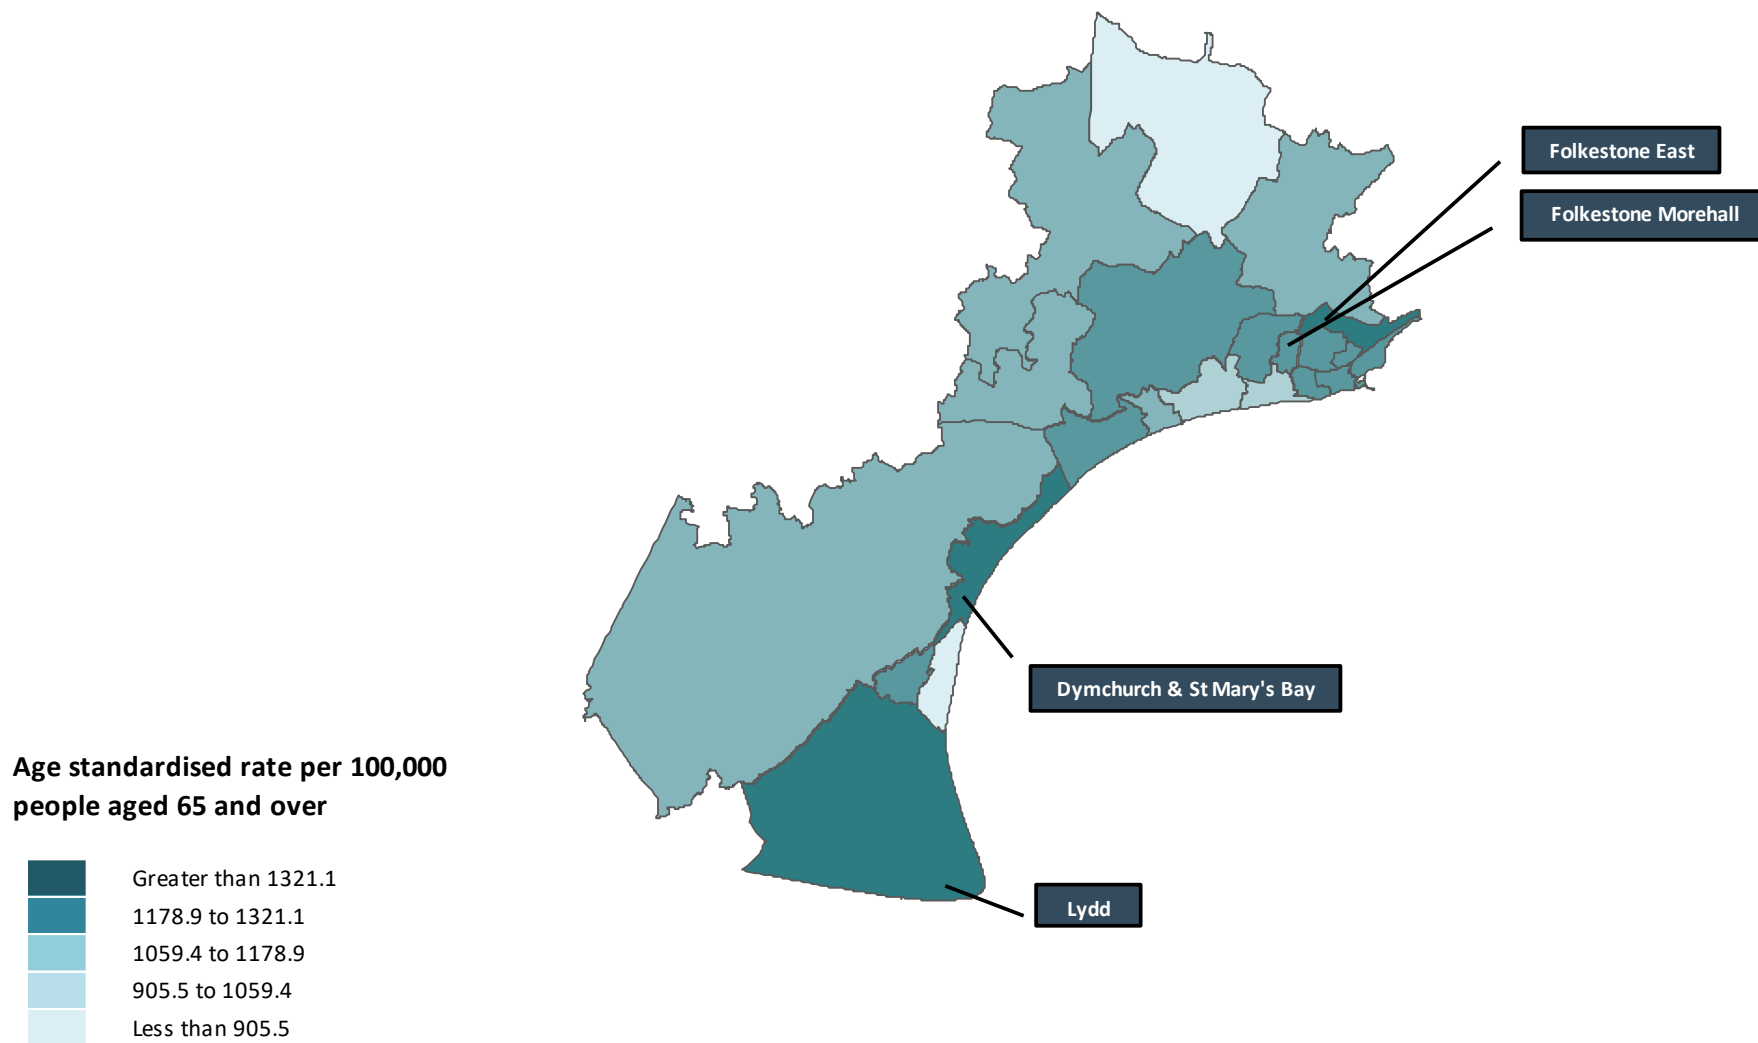 Folkestone East
Folkestone Morehall
Dymchurch & St Mary's Bay
Lydd
Age standardised rate per 100,000
people aged 65 and over
Greater than 1321.1
1178.9 to 1321.1
1059.4 to 1178.9
905.5 to 1059.4
Less than 905.5